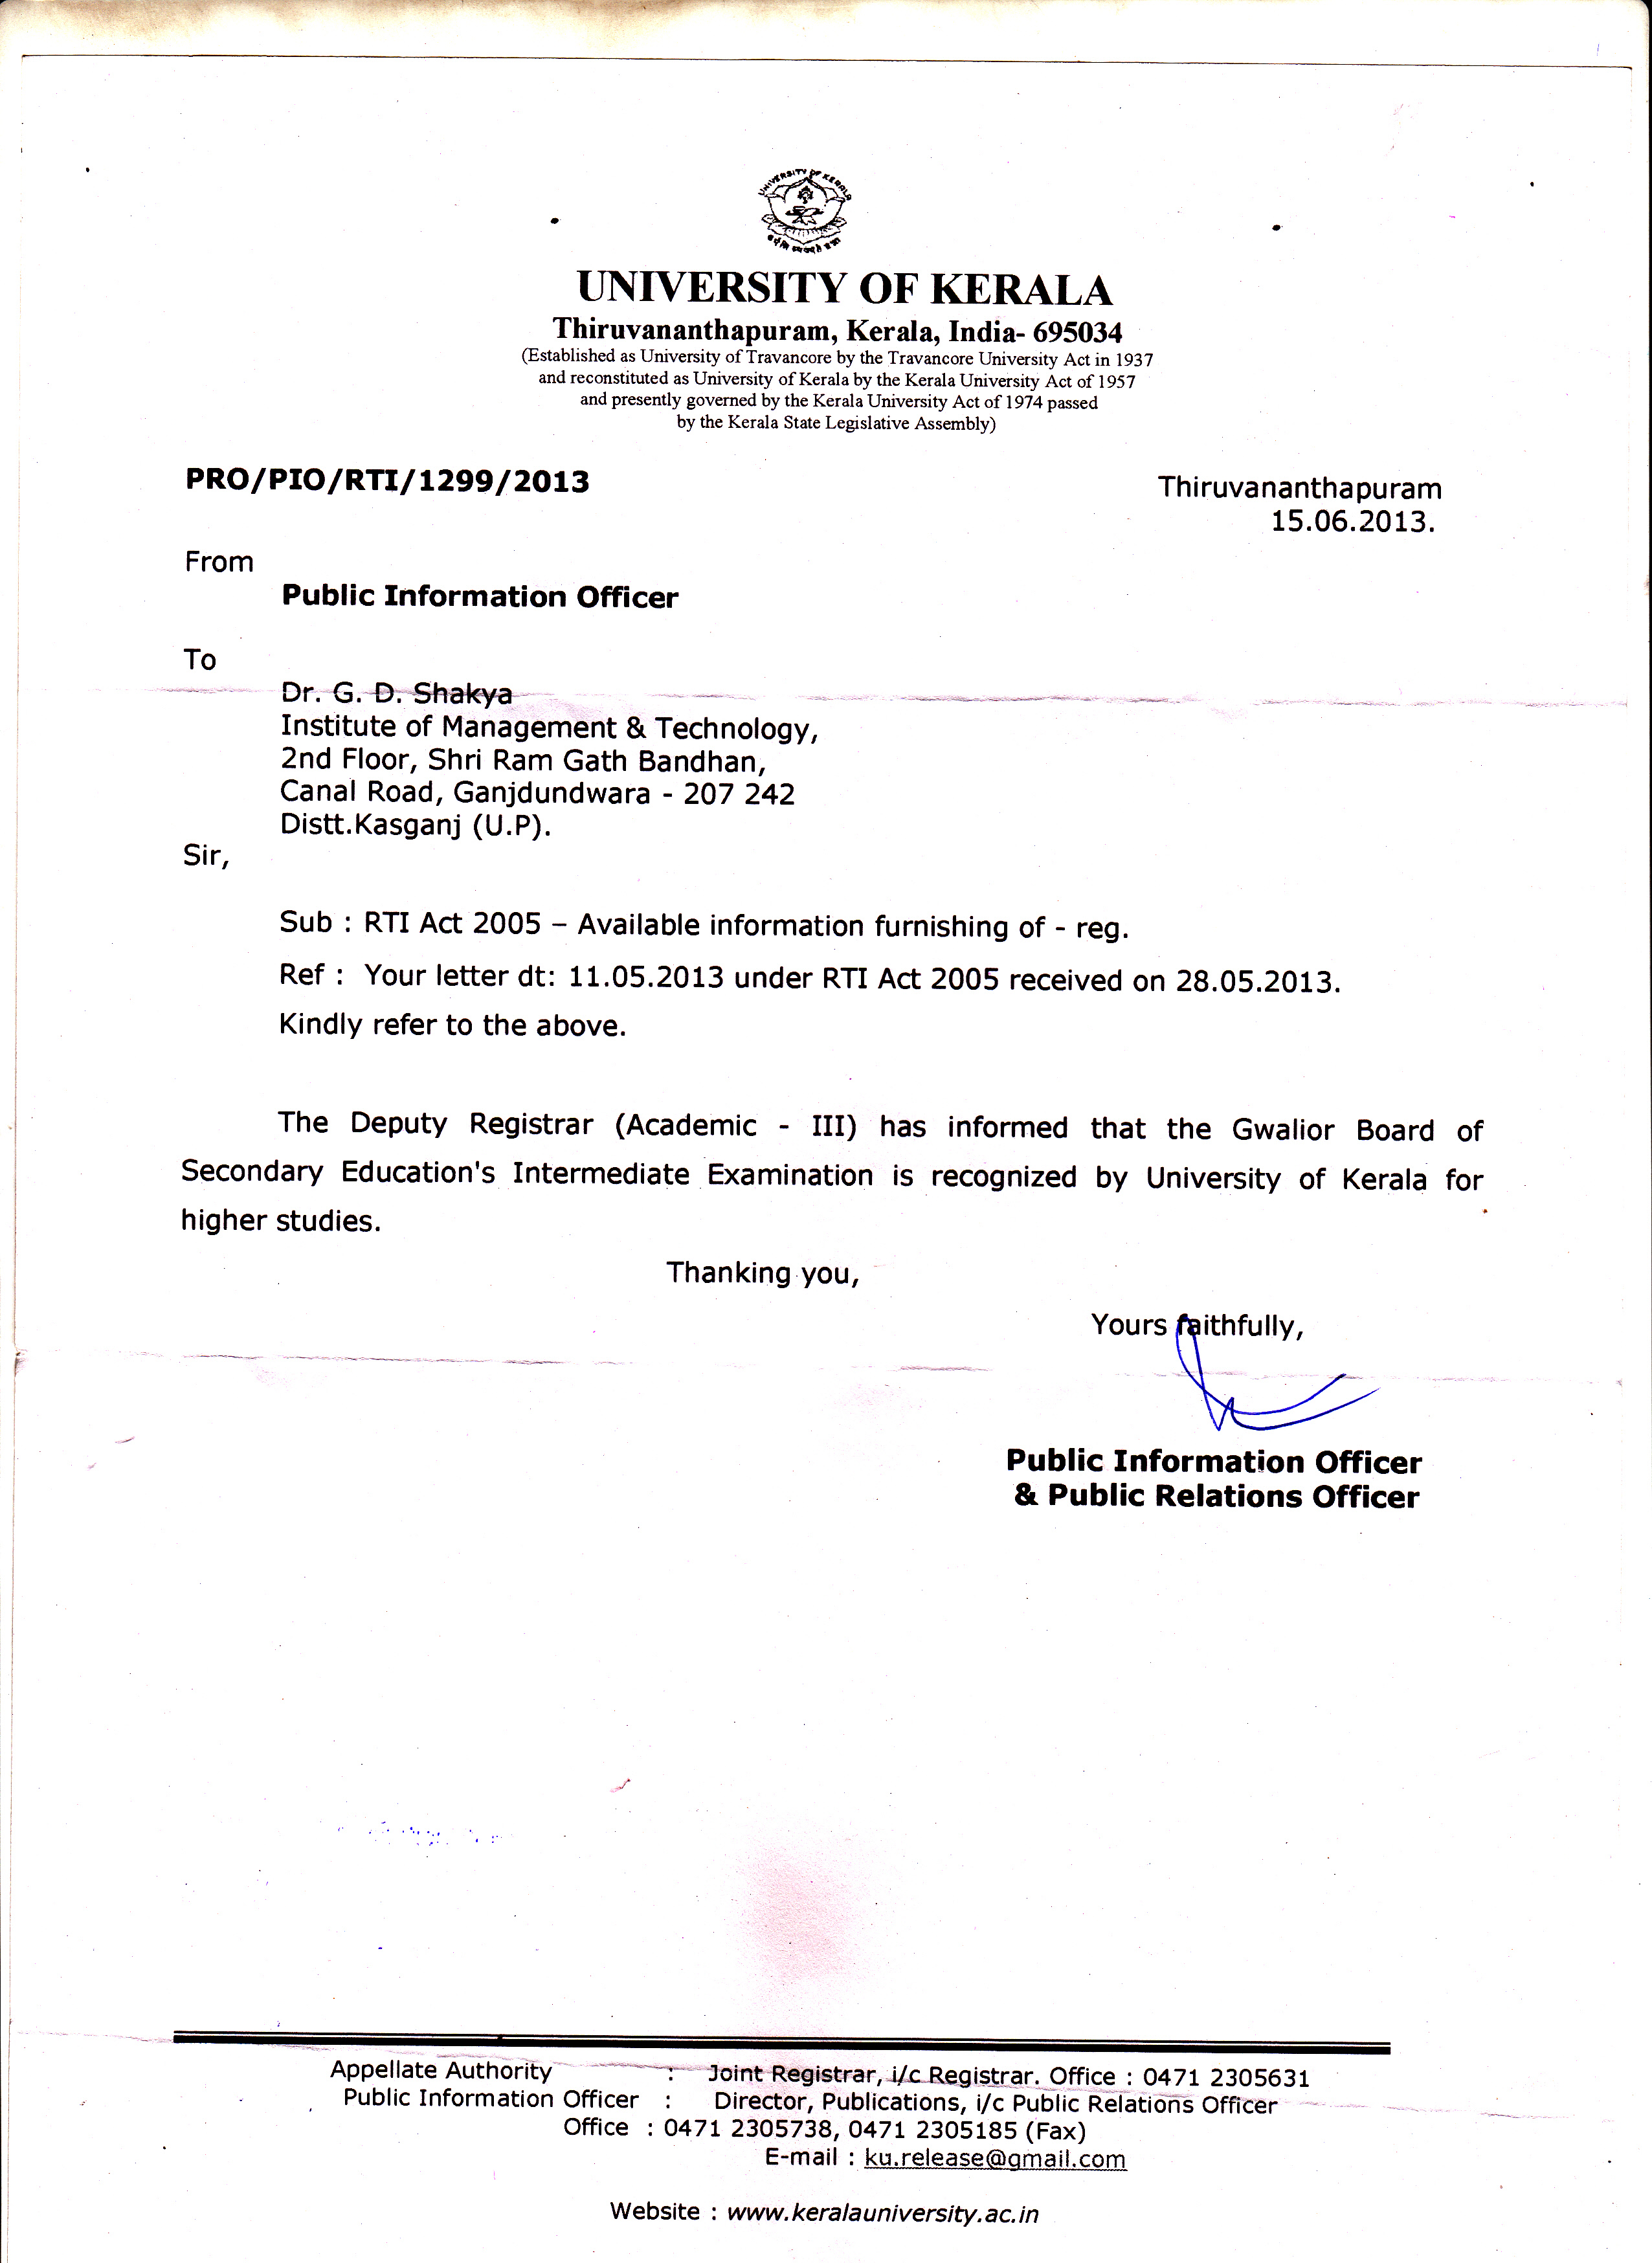 UNIVERSITY OF KERALA
UNIVERSITY OF KERALA
Thiruvananthapuram, Kerala, India- 695034
(Established as University of Travancore by the Travancore University Act in 1937
and reconstituted as University of Kerala by the Kerala University Act of 1957
and presently governed by the Kerala University Act of 1974 passed
by the Kerala State Legislative Assembly)
PRO/PIO/RTI/1299/2013
Thiruvananthapuram
15.06.2013.
From
Public Information Officer
To
Dr. G. D. Shakya
Institute of Management & Technology,
2nd Floor, Shri Ram Gath Bandhan,
Canal Road, Ganjdundwara - 207 242
Distt.Kasganj (U.P).
Sir,
Sub : RTI Act 2005 – Available information furnishing of - reg.
Ref : Your letter dt: 11.05.2013 under RTI Act 2005 received on 28.05.2013.
Kindly refer to the above.
The Deputy Registrar (Academic - III) has informed that the Gwalior Board of
Secondary Education's Intermediate Examination is recognized by University of Kerala for
higher studies.
Thanking you,
Yours faithfully,
Public Information Officer
& Public Relations Officer
Appellate Authority : Joint Registrar, i/c Registrar. Office : 0471 2305631
Public Information Officer : Director, Publications, i/c Public Relations Officer
Office : 0471 2305738, 0471 2305185 (Fax)
E-mail : ku.release@gmail.com
Website : www.keralauniversity.ac.in